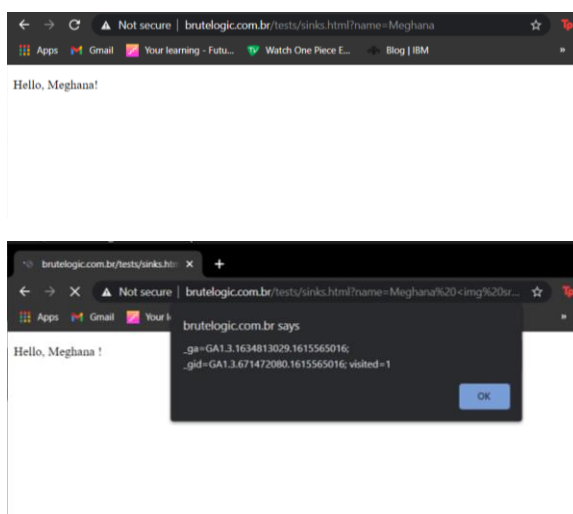 Not secure | brutelogic.com.br/tests/sinks.html?name=Meghana
Apps M Gmail Your learning - Futu... Watch One Piece E... Blog | IBM »
Hello, Meghana!
brutelogic.com.br/tests/sinks.htm × +
Not secure | brutelogic.com.br/tests/sinks.html?name=Meghana%20<img%20sr...
Apps M Gmail Your l »
brutelogic.com.br says
Hello, Meghana !
_ga=GA1.3.1634813029.1615565016;
_gid=GA1.3.671472080.1615565016; visited=1
OK